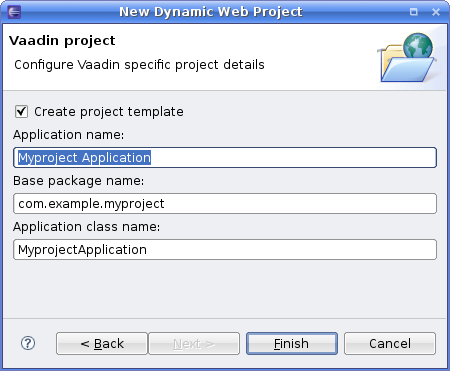 New Dynamic Web Project
Vaadin project
Configure Vaadin specific project details
Create project template
Application name:
Myproject Application
Base package name:
com.example.myproject
Application class name:
MyprojectApplication
? < Back Next > Finish Cancel